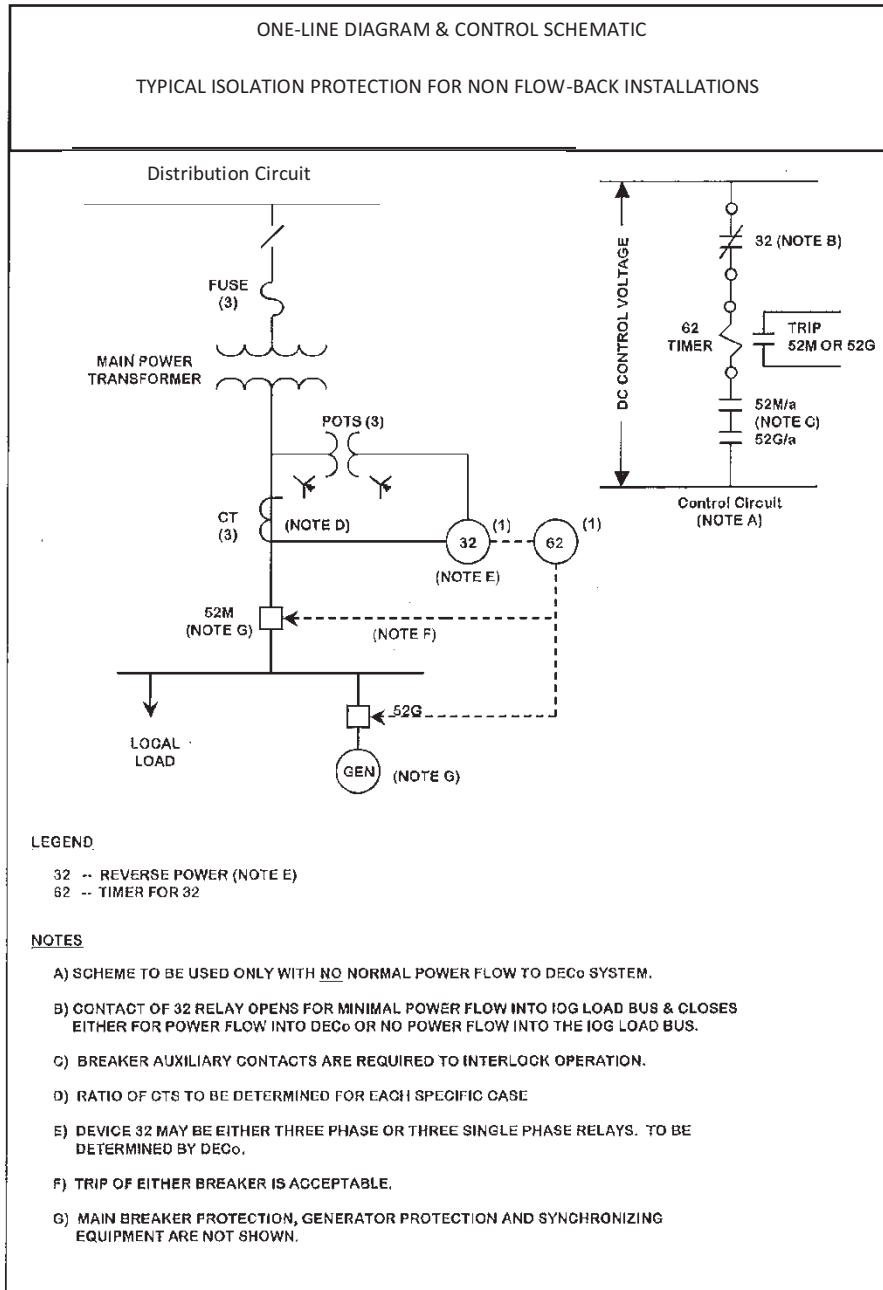 ONE-LINE DIAGRAM & CONTROL SCHEMATIC
TYPICAL ISOLATION PROTECTION FOR NON FLOW-BACK INSTALLATIONS
Distribution Circuit
FUSE
(3)
MAIN POWER
TRANSFORMER
POTS (3)
CT
(3)
(NOTE D)
32
(1)
62
(1)
(NOTE E)
52M
(NOTE G)
(NOTE F)
52G
LOCAL
LOAD
GEN
(NOTE G)
DC CONTROL VOLTAGE
32 (NOTE B)
62
TIMER
TRIP
52M OR 52G
52M/a
(NOTE C)
52G/a
Control Circuit
(NOTE A)
LEGEND
32 -- REVERSE POWER (NOTE E)
62 -- TIMER FOR 32
NOTES
A) SCHEME TO BE USED ONLY WITH NO NORMAL POWER FLOW TO DECo SYSTEM.
B) CONTACT OF 32 RELAY OPENS FOR MINIMAL POWER FLOW INTO IOG LOAD BUS & CLOSES
EITHER FOR POWER FLOW INTO DECo OR NO POWER FLOW INTO THE IOG LOAD BUS.
C) BREAKER AUXILIARY CONTACTS ARE REQUIRED TO INTERLOCK OPERATION.
D) RATIO OF CTS TO BE DETERMINED FOR EACH SPECIFIC CASE
E) DEVICE 32 MAY BE EITHER THREE PHASE OR THREE SINGLE PHASE RELAYS. TO BE
DETERMINED BY DECo.
F) TRIP OF EITHER BREAKER IS ACCEPTABLE.
G) MAIN BREAKER PROTECTION, GENERATOR PROTECTION AND SYNCHRONIZING
EQUIPMENT ARE NOT SHOWN.